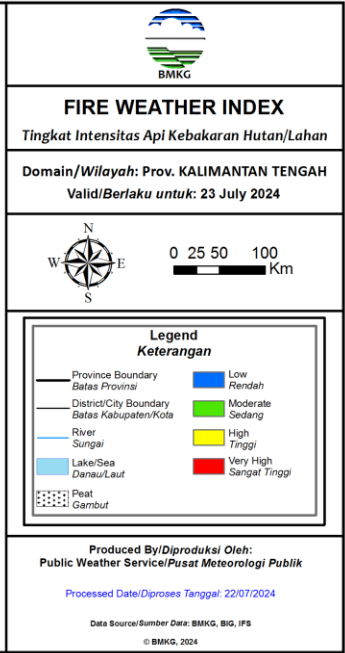 BMKG
FIRE WEATHER INDEX
Tingkat Intensitas Api Kebakaran Hutan/Lahan
Domain/Wilayah: Prov. KALIMANTAN TENGAH
Valid/Berlaku untuk: 23 July 2024
N
W E
S
0 25 50 100
Km
Legend
Keterangan
Province Boundary
Batas Provinsi
District/City Boundary
Batas Kabupaten/Kota
River
Sungai
Lake/Sea
Danau/Laut
Peat
Gambut
Low
Rendah
Moderate
Sedang
High
Tinggi
Very High
Sangat Tinggi
Produced By/Diproduksi Oleh:
Public Weather Service/Pusat Meteorologi Publik
Processed Date/Diproses Tanggal: 22/07/2024
Data Source/Sumber Data: BMKG, BIG, IFS
© BMKG, 2024